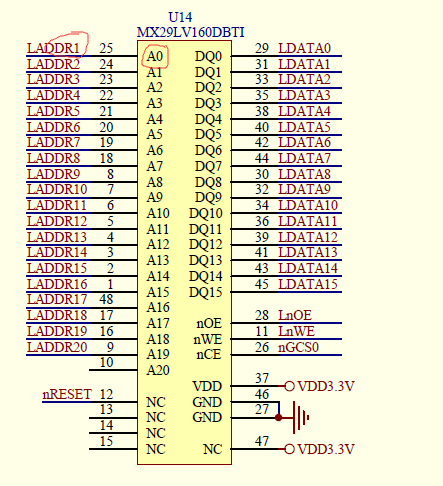 U14
MX29LV160DBTI
LADDR1 25 A0 DQ0 29 LDATA0
LADDR2 24 A1 DQ1 31 LDATA1
LADDR3 23 A2 DQ2 33 LDATA2
LADDR4 22 A3 DQ3 35 LDATA3
LADDR5 21 A4 DQ4 38 LDATA4
LADDR6 20 A5 DQ5 40 LDATA5
LADDR7 19 A6 DQ6 42 LDATA6
LADDR8 18 A7 DQ7 44 LDATA7
LADDR9 8 A8 DQ8 30 LDATA8
LADDR10 7 A9 DQ9 32 LDATA9
LADDR11 6 A10 DQ10 34 LDATA10
LADDR12 5 A11 DQ11 36 LDATA11
LADDR13 4 A12 DQ12 39 LDATA12
LADDR14 3 A13 DQ13 41 LDATA13
LADDR15 2 A14 DQ14 43 LDATA14
LADDR16 1 A15 DQ15 45 LDATA15
LADDR17 48 A16
LADDR18 17 A17 nOE 28 LnOE
LADDR19 16 A18 nWE 11 LnWE
LADDR20 9 A19 nCE 26 nGCS0
10 A20
VDD 37 VDD3.3V
nRESET 12 NC GND 46
13 NC GND 27
14 NC
15 NC NC 47 VDD3.3V